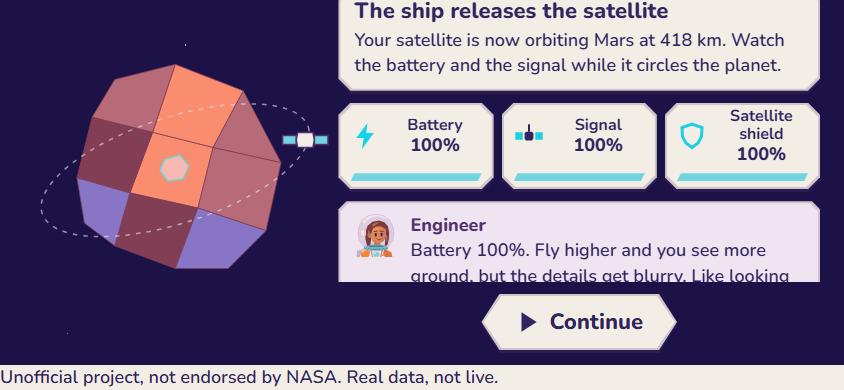 The ship releases the satellite
Your satellite is now orbiting Mars at 418 km. Watch
the battery and the signal while it circles the planet.
Battery
100%
Signal
100%
Satellite
shield
100%
Engineer
Battery 100%. Fly higher and you see more
ground, but the details get blurry. Like looking
Continue
Unofficial project, not endorsed by NASA. Real data, not live.